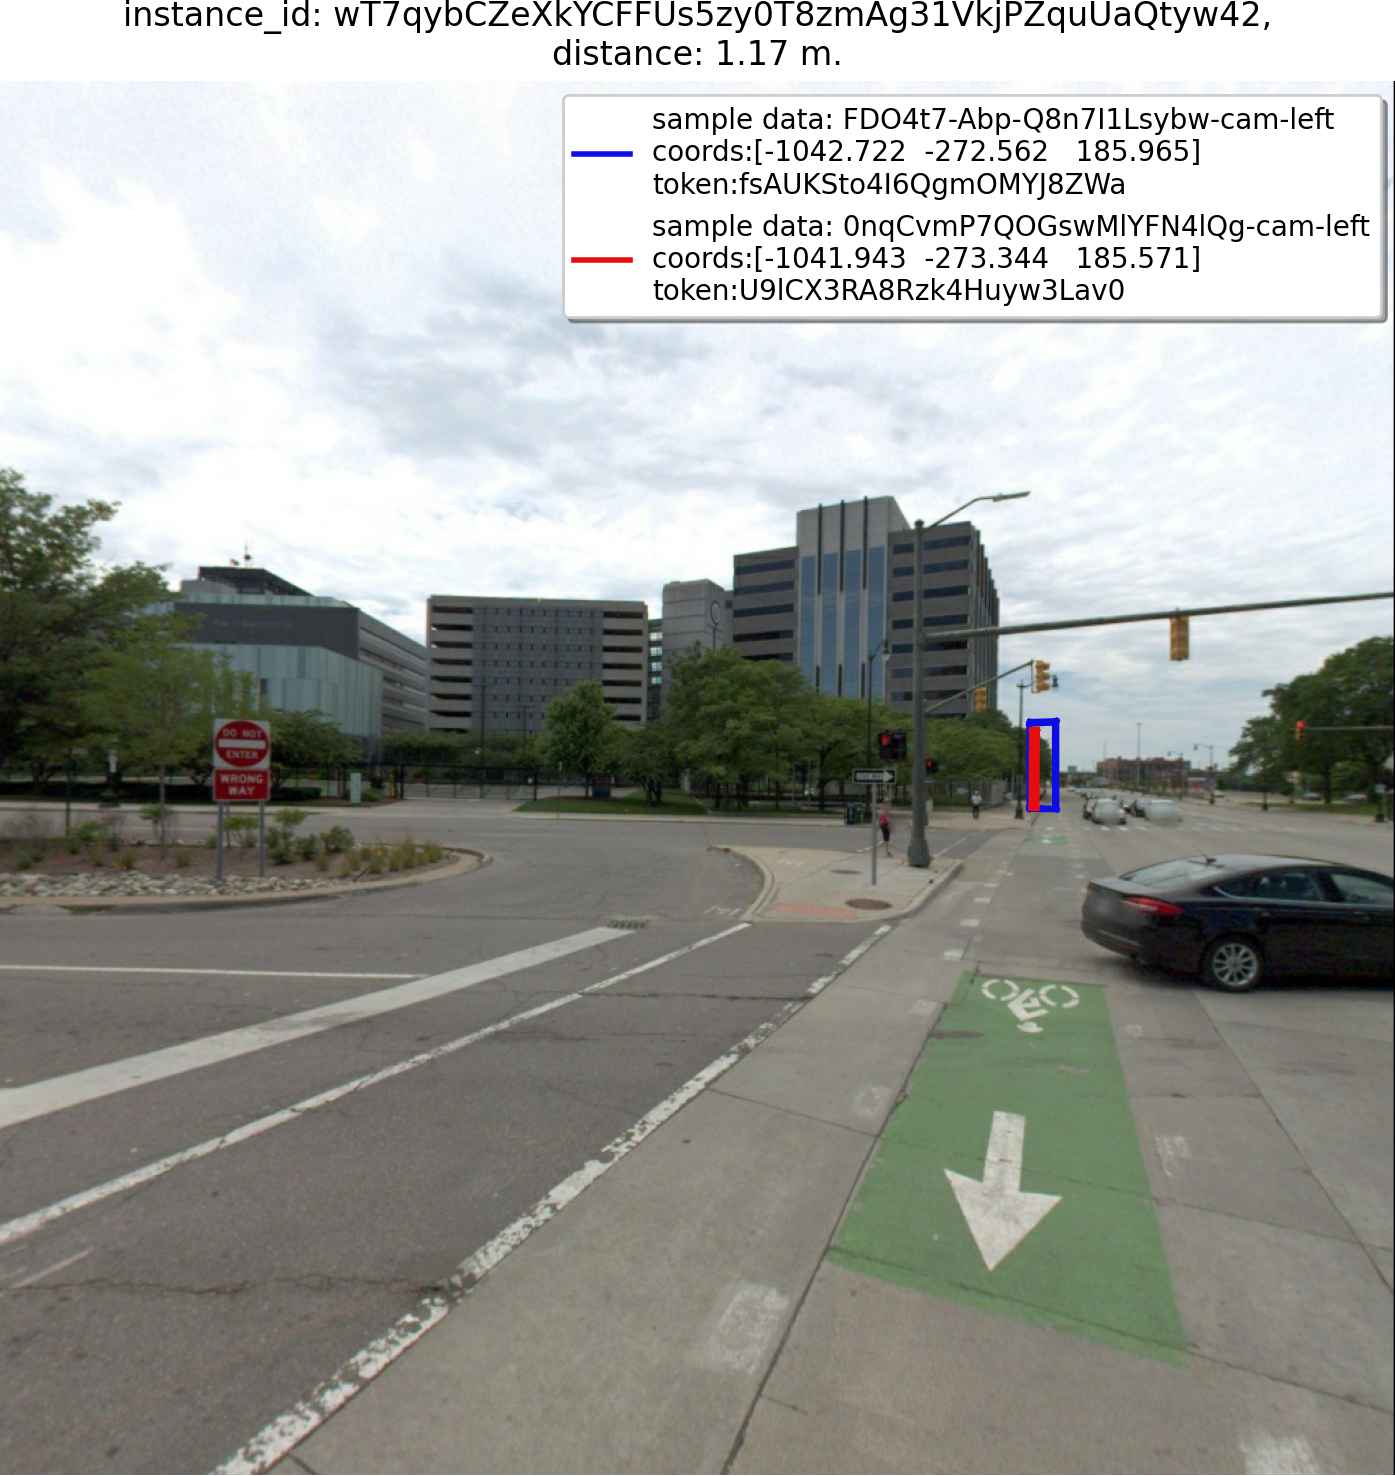 instance_id: wT7qybCZeXkYCFFUs5zy0T8zmAg31VkjPZquUaQtyw42,
distance: 1.17 m.
sample data: FDO4t7-Abp-Q8n7I1Lsybw-cam-left
coords:[-1042.722  -272.562   185.965]
token:fsAUKSto4I6QgmOMYJ8ZWa
sample data: 0nqCvmP7QOGswMlYFN4lQg-cam-left
coords:[-1041.943  -273.344   185.571]
token:U9lCX3RA8Rzk4Huyw3Lav0
DO NOT
ENTER
WRONG
WAY